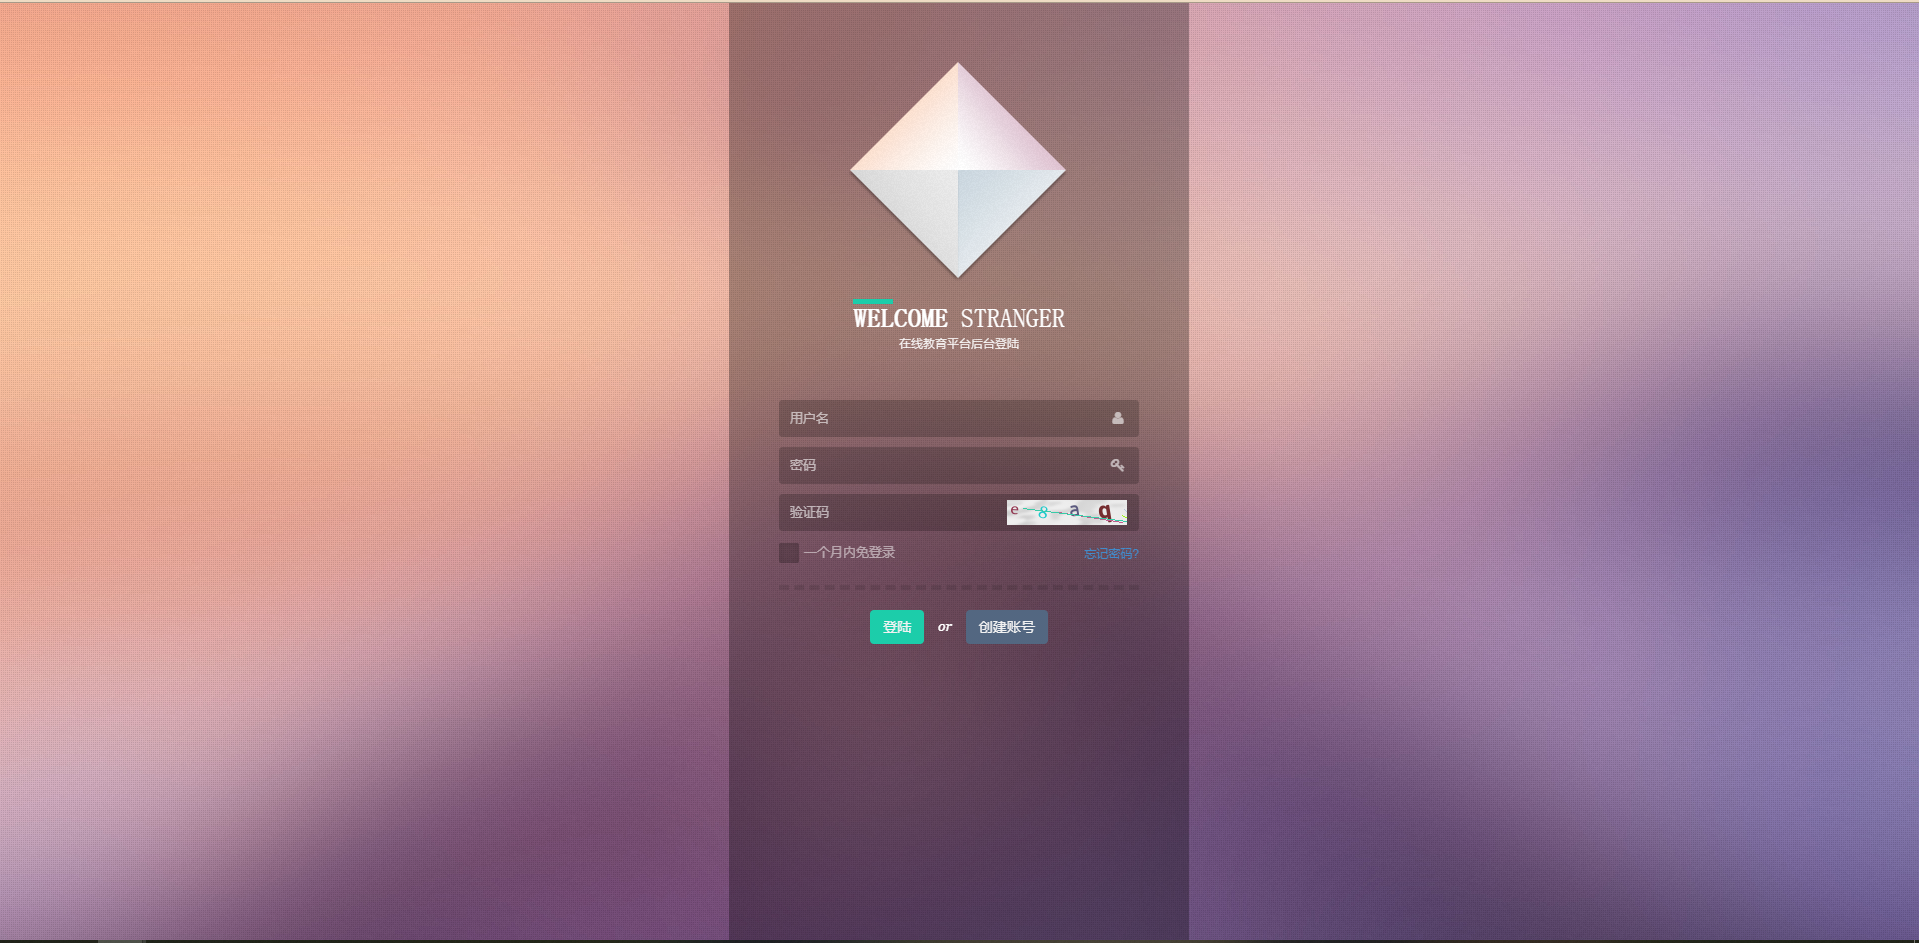 WELCOME STRANGER
在线教育平台后台登陆
用户名
密码
验证码 e8aq
一个月内免登录 忘记密码?
登陆 or 创建账号